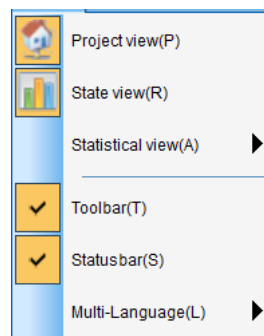 Project view(P)
State view(R)
Statistical view(A)
Toolbar(T)
Statusbar(S)
Multi-Language(L)